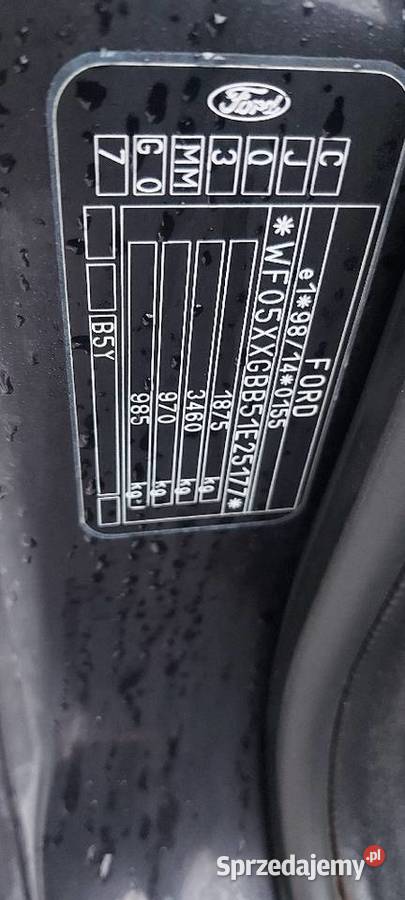 Ford
FORD
e1*98/14*0155
*WF05XXGBB51E25177*
1875 kg
3460 kg
970 kg
985 kg
C
J
0
3
MM
G 0
7
B5Y
Sprzedajemy.pl